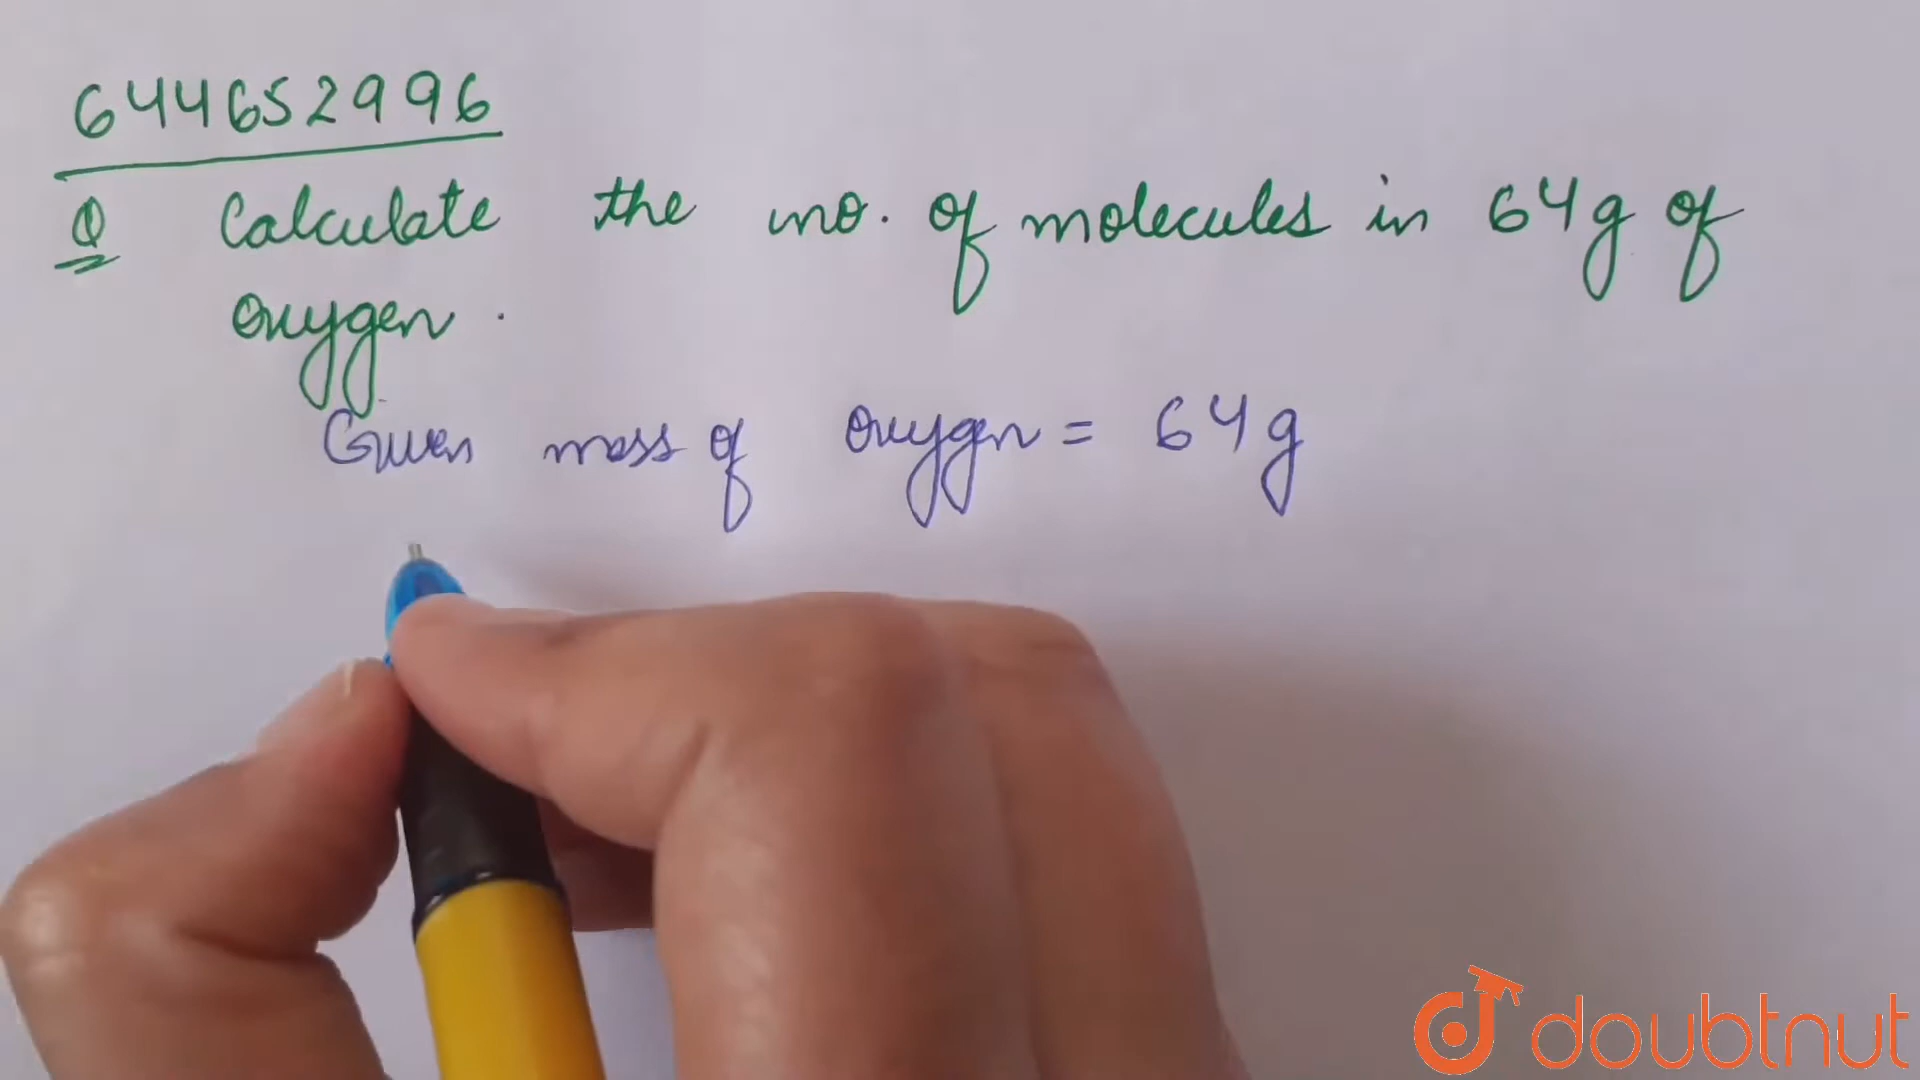 644652996
Q Calculate the no. of molecules in 64g of
oxygen.
Given mass of oxygen = 64g
doubtnut